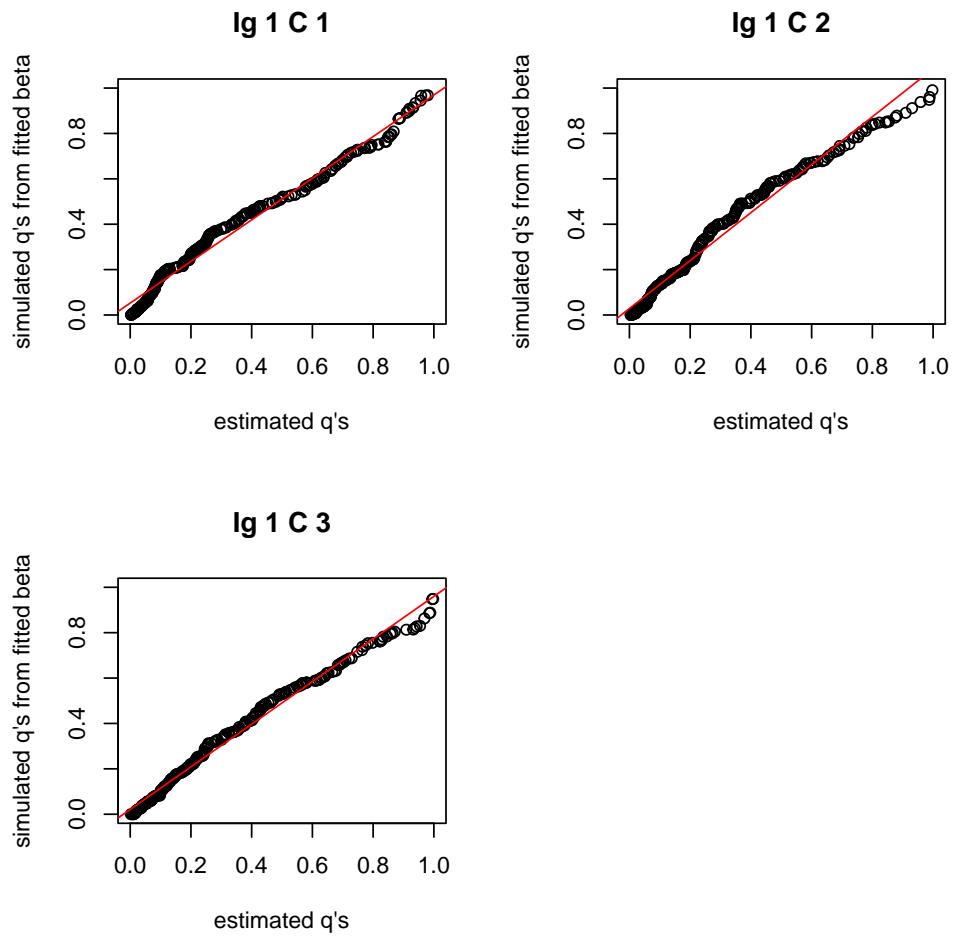 Ig 1 C 1
simulated q's from fitted beta
0.0 0.4 0.8
0.0 0.2 0.4 0.6 0.8 1.0
estimated q's
Ig 1 C 2
simulated q's from fitted beta
0.0 0.4 0.8
0.0 0.2 0.4 0.6 0.8 1.0
estimated q's
Ig 1 C 3
simulated q's from fitted beta
0.0 0.4 0.8
0.0 0.2 0.4 0.6 0.8 1.0
estimated q's